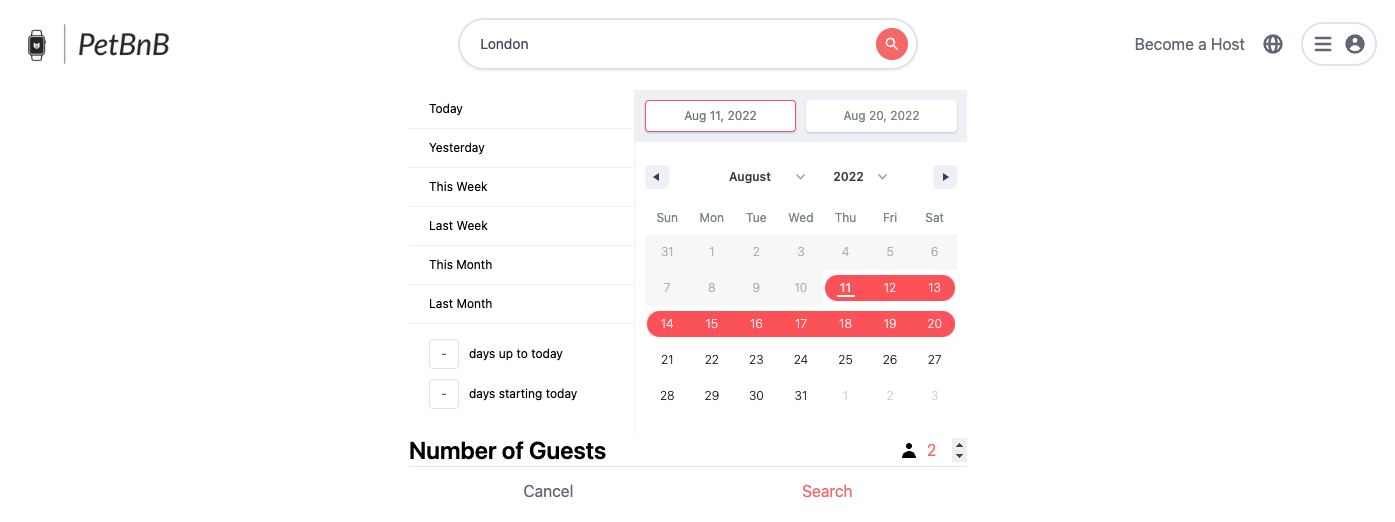 PetBnB
London
Become a Host
Today
Yesterday
This Week
Last Week
This Month
Last Month
- days up to today
- days starting today
Aug 11, 2022 Aug 20, 2022
August 2022
Sun Mon Tue Wed Thu Fri Sat
31 1 2 3 4 5 6
7 8 9 10 11 12 13
14 15 16 17 18 19 20
21 22 23 24 25 26 27
28 29 30 31 1 2 3
Number of Guests 2
Cancel Search